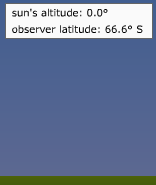 sun's altitude: 0.0°
observer latitude: 66.6° S